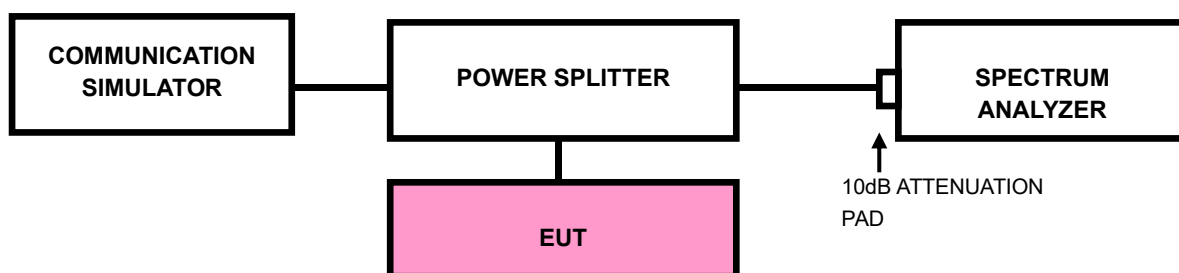 COMMUNICATION
SIMULATOR
POWER SPLITTER
SPECTRUM
ANALYZER
10dB ATTENUATION
PAD
EUT